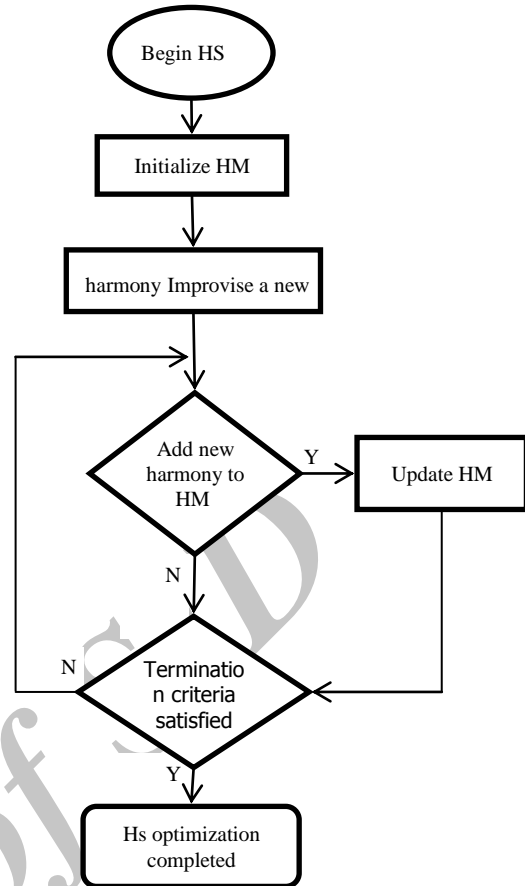 Begin HS
Initialize HM
harmony Improvise a new
Add new
harmony to
HM
Y
Update HM
N
N
Terminatio
n criteria
satisfied
Y
Hs optimization
completed